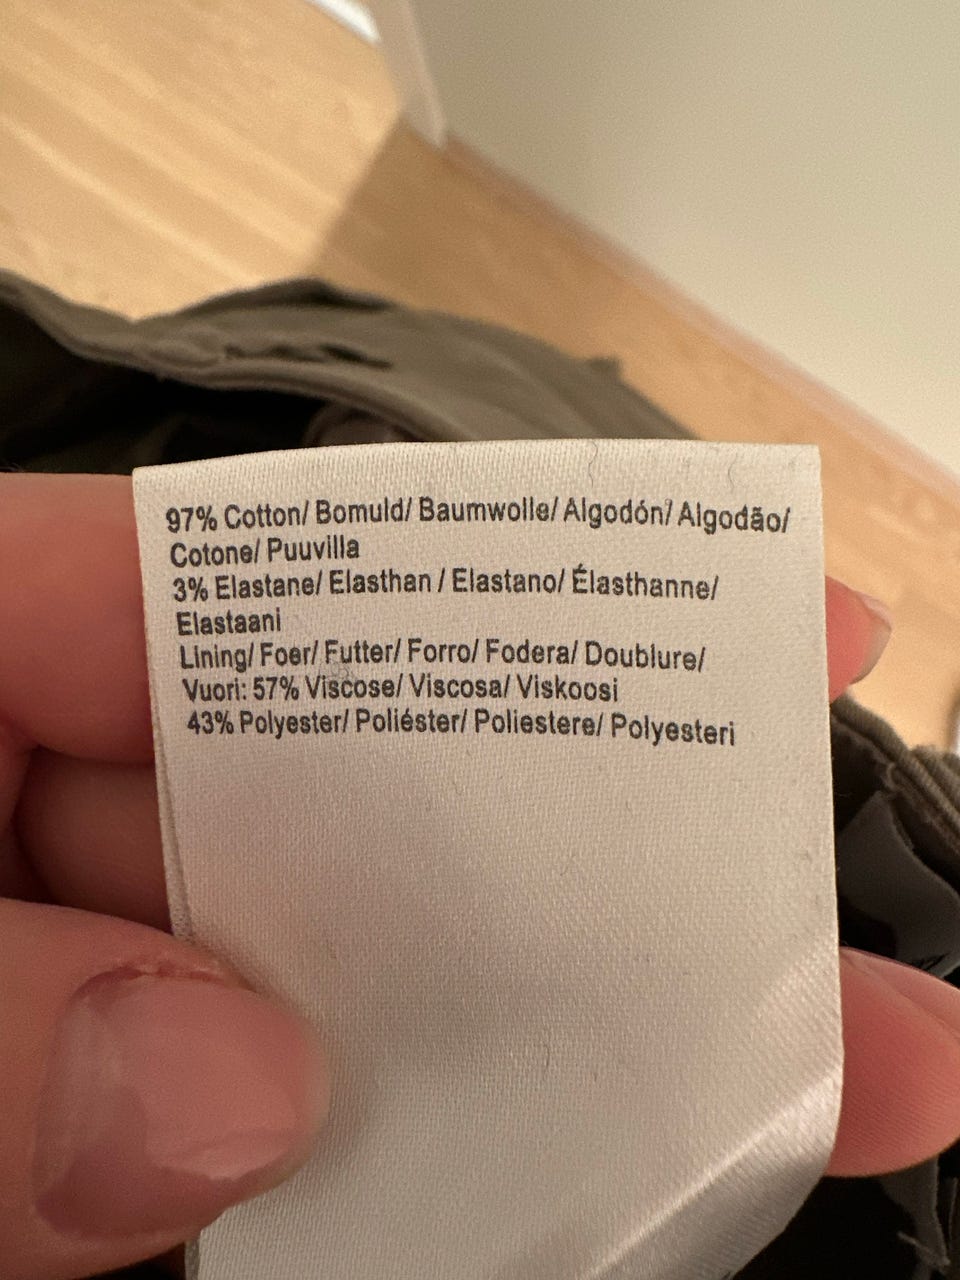 97% Cotton/ Bomuld/ Baumwolle/ Algodón/ Algodão/
Cotone/ Puuvilla
3% Elastane/ Elasthan / Elastano/ Élasthanne/
Elastaani
Lining/ Foer/ Futter/ Forro/ Fodera/ Doublure/
Vuori: 57% Viscose/ Viscosa/ Viskoosi
43% Polyester/ Poliéster/ Poliestere/ Polyesteri